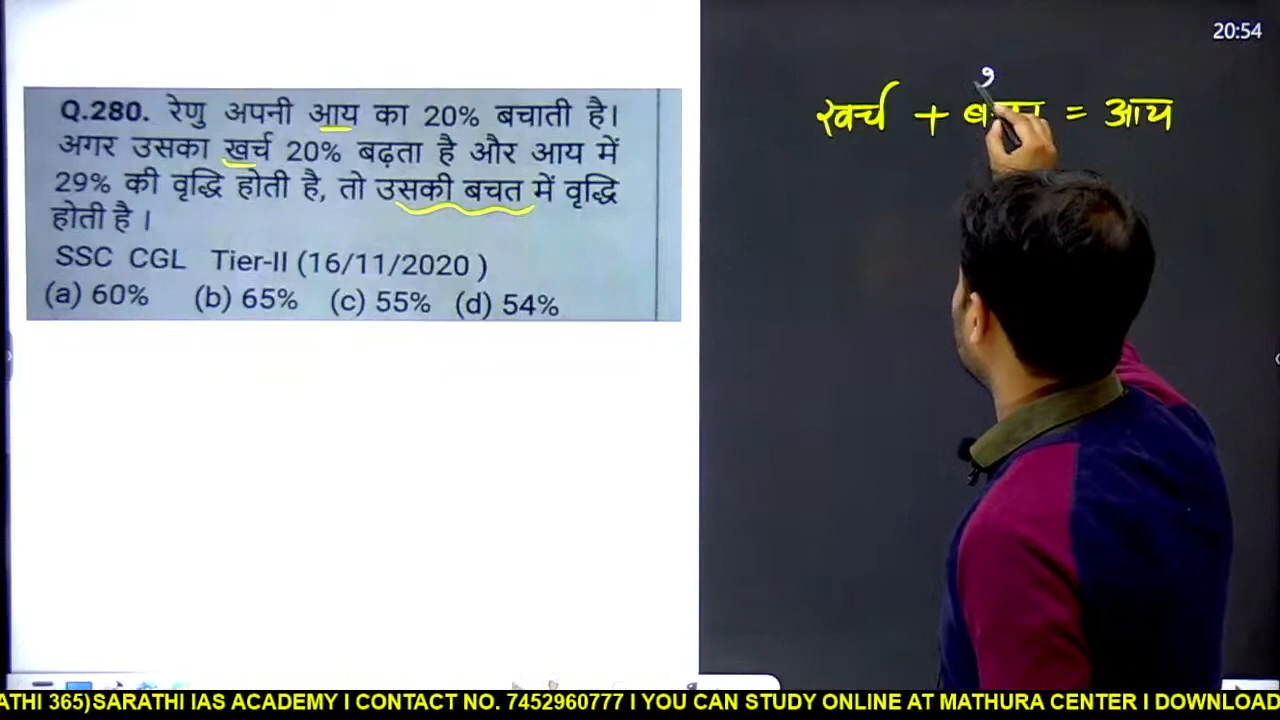 20:54
Q.280. रेणु अपनी आय का 20% बचाती है।
अगर उसका खर्च 20% बढ़ता है और आय में
29% की वृद्धि होती है, तो उसकी बचत में वृद्धि
होती है ।
SSC CGL Tier-II (16/11/2020 )
(a) 60% (b) 65% (c) 55% (d) 54%
खर्च + = आय
ATHI 365)SARATHI IAS ACADEMY I CONTACT NO. 7452960777 I YOU CAN STUDY ONLINE AT MATHURA CENTER I DOWNLOAD